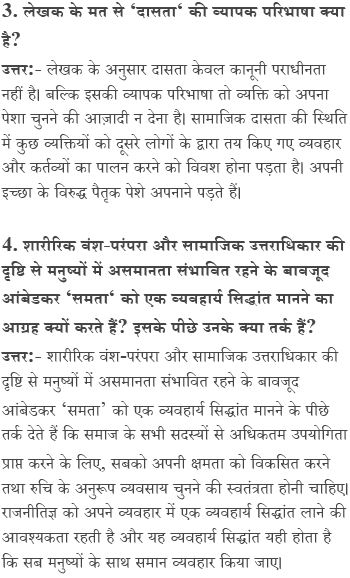 3. लेखक के मत से ‘दासता‘ की व्यापक परिभाषा क्या
है?
उत्तर:- लेखक के अनुसार दासता केवल कानूनी पराधीनता
नहीं है। बल्कि इसकी व्यापक परिभाषा तो व्यक्ति को अपना
पेशा चुनने की आज़ादी न देना है। सामाजिक दासता की स्थिति
में कुछ व्यक्तियों को दूसरे लोगों के द्वारा तय किए गए व्यवहार
और कर्तव्यों का पालन करने को विवश होना पड़ता है। अपनी
इच्छा के विरुद्ध पैतृक पेशे अपनाने पड़ते हैं।
4. शारीरिक वंश-परंपरा और सामाजिक उत्तराधिकार की
दृष्टि से मनुष्यों में असमानता संभावित रहने के बावजूद
आंबेडकर ‘समता‘ को एक व्यवहार्य सिद्धांत मानने का
आग्रह क्यों करते हैं? इसके पीछे उनके क्या तर्क हैं?
उत्तर:- शारीरिक वंश-परंपरा और सामाजिक उत्तराधिकार की
दृष्टि से मनुष्यों में असमानता संभावित रहने के बावजूद
आंबेडकर ‘समता’ को एक व्यवहार्य सिद्धांत मानने के पीछे
तर्क देते हैं कि समाज के सभी सदस्यों से अधिकतम उपयोगिता
प्राप्त करने के लिए, सबको अपनी क्षमता को विकसित करने
तथा रुचि के अनुरूप व्यवसाय चुनने की स्वतंत्रता होनी चाहिए।
राजनीतिज्ञ को अपने व्यवहार में एक व्यवहार्य सिद्धांत लाने की
आवश्यकता रहती है और यह व्यवहार्य सिद्धांत यही होता है
कि सब मनुष्यों के साथ समान व्यवहार किया जाए।